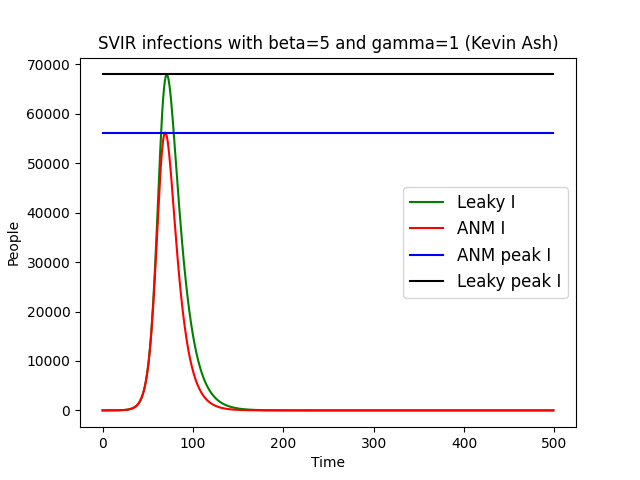 SVIR infections with beta=5 and gamma=1 (Kevin Ash)
70000
60000
50000
40000
30000
20000
10000
0
People
Leaky I
ANM I
ANM peak I
Leaky peak I
0 100 200 300 400 500
Time